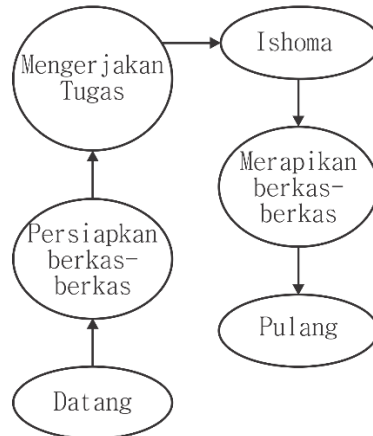 Mengerjakan
Tugas
Ishoma
Merapikan
berkas-
berkas
Persiapkan
berkas-
berkas
Pulang
Datang